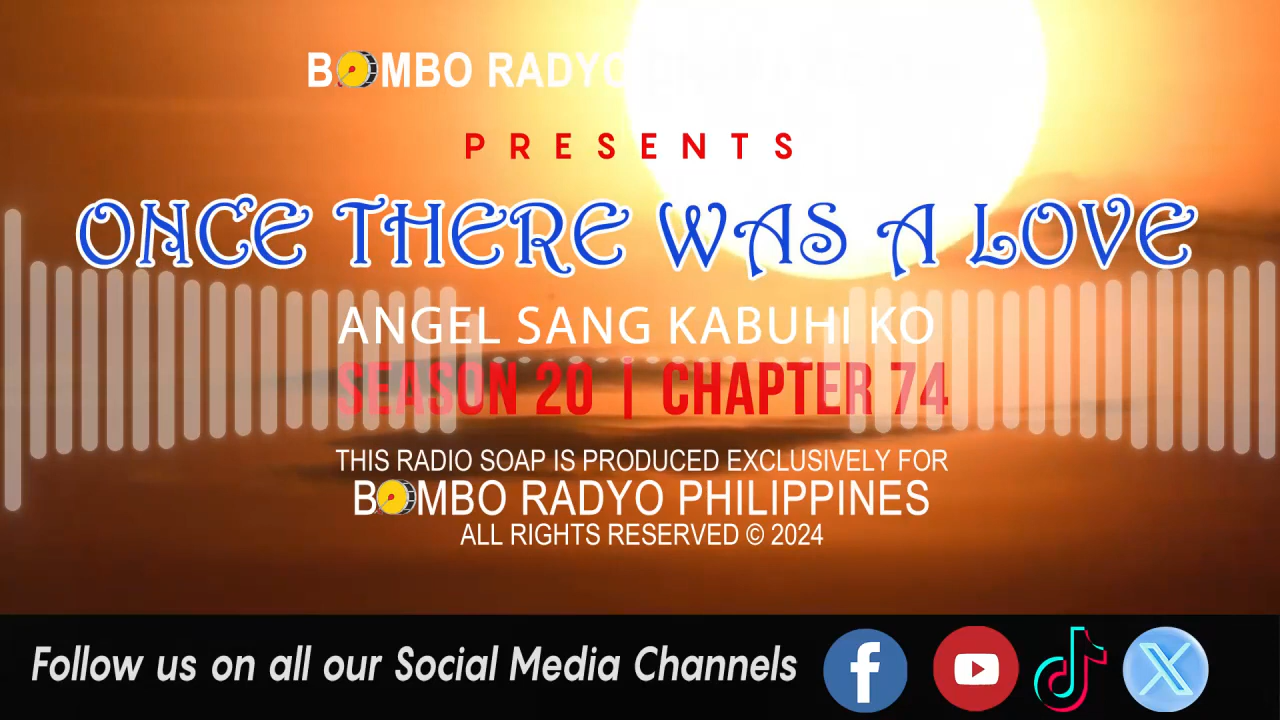 BOMBO RADYO
PRESENTS
ONCE THERE WAS A LOVE
ANGEL SANG KABUHI KO
SEASON 20 | CHAPTER 74
THIS RADIO SOAP IS PRODUCED EXCLUSIVELY FOR
BOMBO RADYO PHILIPPINES
ALL RIGHTS RESERVED © 2024
Follow us on all our Social Media Channels